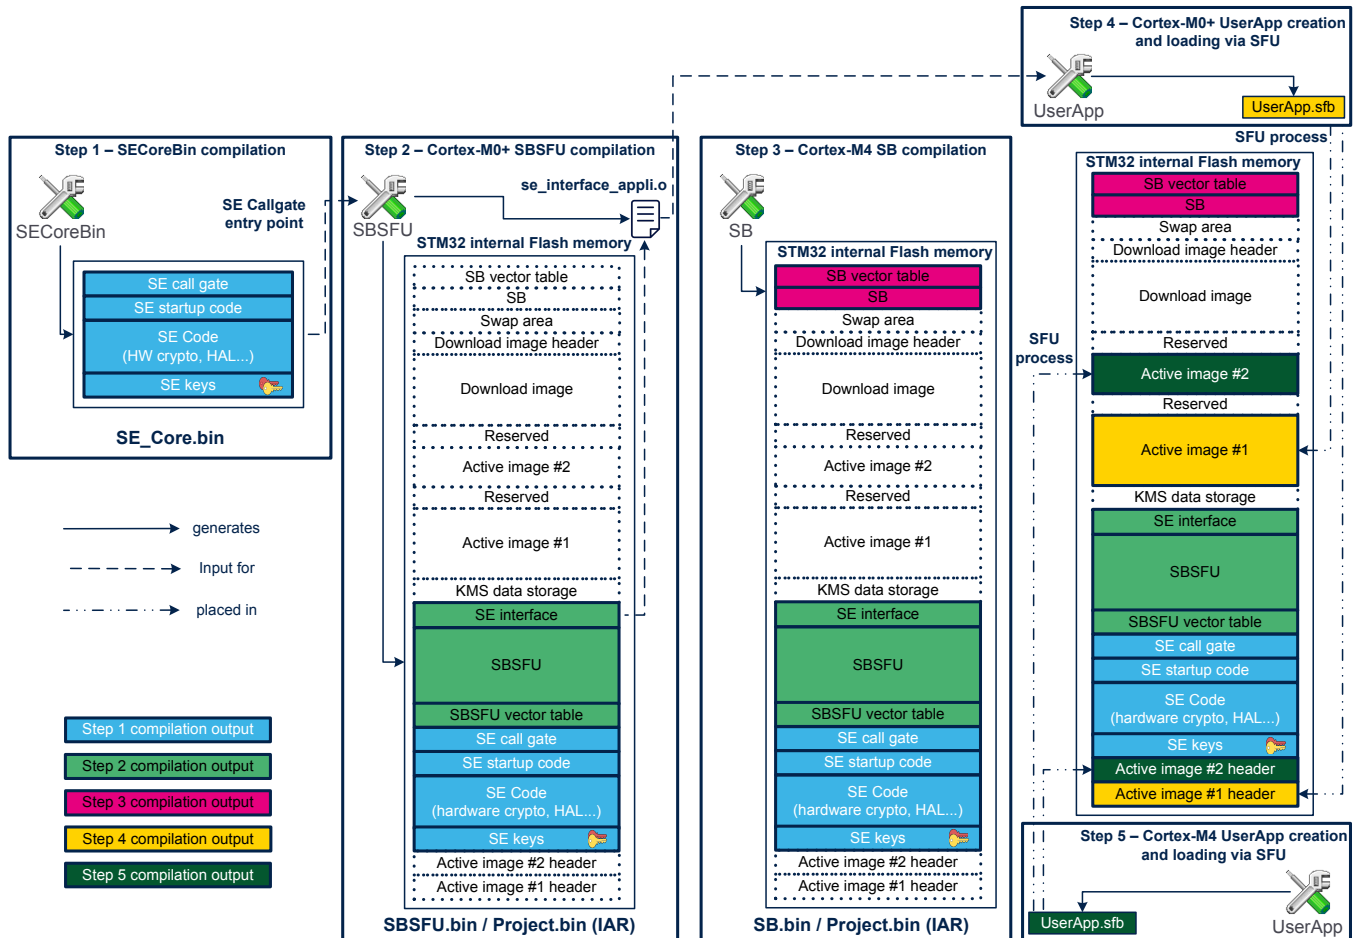 Step 4 – Cortex-M0+ UserApp creation
and loading via SFU
UserApp
UserApp.sfb
SFU process
Step 1 – SECoreBin compilation
SECoreBin
SE Callgate
entry point
SE call gate
SE startup code
SE Code
(HW crypto, HAL...)
SE keys
SE_Core.bin
generates
Input for
placed in
Step 1 compilation output
Step 2 compilation output
Step 3 compilation output
Step 4 compilation output
Step 5 compilation output
Step 2 – Cortex-M0+ SBSFU compilation
se_interface_appli.o
SBSFU
STM32 internal Flash memory
SB vector table
SB
Swap area
Download image header
Download image
Reserved
Active image #2
Reserved
Active image #1
KMS data storage
SE interface
SBSFU
SBSFU vector table
SE call gate
SE startup code
SE Code
(hardware crypto, HAL...)
SE keys
Active image #2 header
Active image #1 header
SBSFU.bin / Project.bin (IAR)
Step 3 – Cortex-M4 SB compilation
SB
STM32 internal Flash memory
SB vector table
SB
Swap area
Download image header
Download image
Reserved
Active image #2
Reserved
Active image #1
KMS data storage
SE interface
SBSFU
SBSFU vector table
SE call gate
SE startup code
SE Code
(hardware crypto, HAL...)
SE keys
Active image #2 header
Active image #1 header
SB.bin / Project.bin (IAR)
STM32 internal Flash memory
SB vector table
SB
Swap area
Download image header
Download image
Reserved
SFU
process
Active image #2
Reserved
Active image #1
KMS data storage
SE interface
SBSFU
SBSFU vector table
SE call gate
SE startup code
SE Code
(hardware crypto, HAL...)
SE keys
Active image #2 header
Active image #1 header
Step 5 – Cortex-M4 UserApp creation
and loading via SFU
UserApp.sfb
UserApp